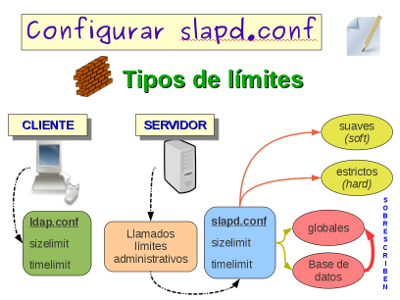 Configurar slapd.conf
Tipos de límites
CLIENTE
SERVIDOR
ldap.conf
sizelimit
timelimit
Llamados
límites
administrativos
slapd.conf
sizelimit
timelimit
suaves
(soft)
estrictos
(hard)
globales
Base de
datos
SOBRESCRIBEN